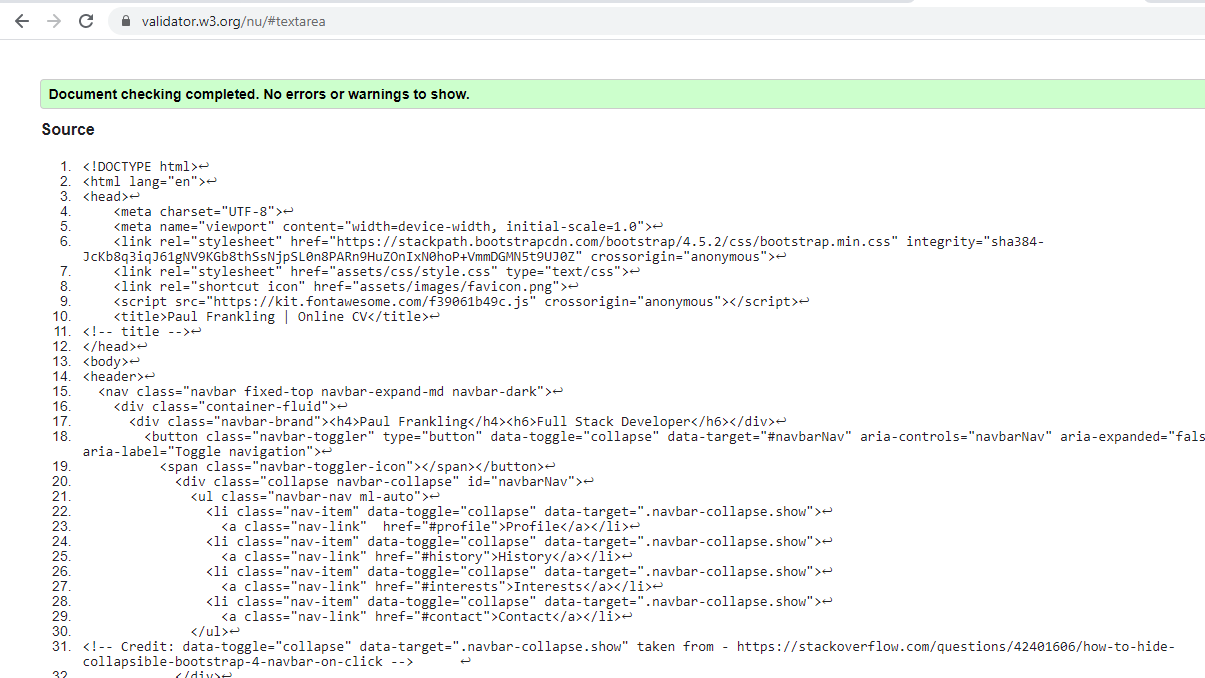 validator.w3.org/nu/#textarea
Document checking completed. No errors or warnings to show.
Source
1. <!DOCTYPE html>↩
2. <html lang="en">↩
3. <head>↩
4. <meta charset="UTF-8">↩
5. <meta name="viewport" content="width=device-width, initial-scale=1.0">↩
6. <link rel="stylesheet" href="https://stackpath.bootstrapcdn.com/bootstrap/4.5.2/css/bootstrap.min.css" integrity="sha384-
JcKb8q3iqJ61gNV9KGb8thSsNjpSL0n8PARn9HuZOnIxN0hoP+VmmDGMN5t9UJ0Z" crossorigin="anonymous">↩
7. <link rel="stylesheet" href="assets/css/style.css" type="text/css">↩
8. <link rel="shortcut icon" href="assets/images/favicon.png">↩
9. <script src="https://kit.fontawesome.com/f39061b49c.js" crossorigin="anonymous"></script>↩
10. <title>Paul Frankling | Online CV</title>↩
11. <!-- title -->↩
12. </head>↩
13. <body>↩
14. <header>↩
15. <nav class="navbar fixed-top navbar-expand-md navbar-dark">↩
16. <div class="container-fluid">↩
17. <div class="navbar-brand"><h4>Paul Frankling</h4><h6>Full Stack Developer</h6></div>↩
18. <button class="navbar-toggler" type="button" data-toggle="collapse" data-target="#navbarNav" aria-controls="navbarNav" aria-expanded="fals
aria-label="Toggle navigation">↩
19. <span class="navbar-toggler-icon"></span></button>↩
20. <div class="collapse navbar-collapse" id="navbarNav">↩
21. <ul class="navbar-nav ml-auto">↩
22. <li class="nav-item" data-toggle="collapse" data-target=".navbar-collapse.show">↩
23. <a class="nav-link"  href="#profile">Profile</a></li>↩
24. <li class="nav-item" data-toggle="collapse" data-target=".navbar-collapse.show">↩
25. <a class="nav-link" href="#history">History</a></li>↩
26. <li class="nav-item" data-toggle="collapse" data-target=".navbar-collapse.show">↩
27. <a class="nav-link" href="#interests">Interests</a></li>↩
28. <li class="nav-item" data-toggle="collapse" data-target=".navbar-collapse.show">↩
29. <a class="nav-link" href="#contact">Contact</a></li>↩
30. </ul>↩
31. <!-- Credit: data-toggle="collapse" data-target=".navbar-collapse.show" taken from - https://stackoverflow.com/questions/42401606/how-to-hide-
collapsible-bootstrap-4-navbar-on-click --> ↩
32. </div>↩